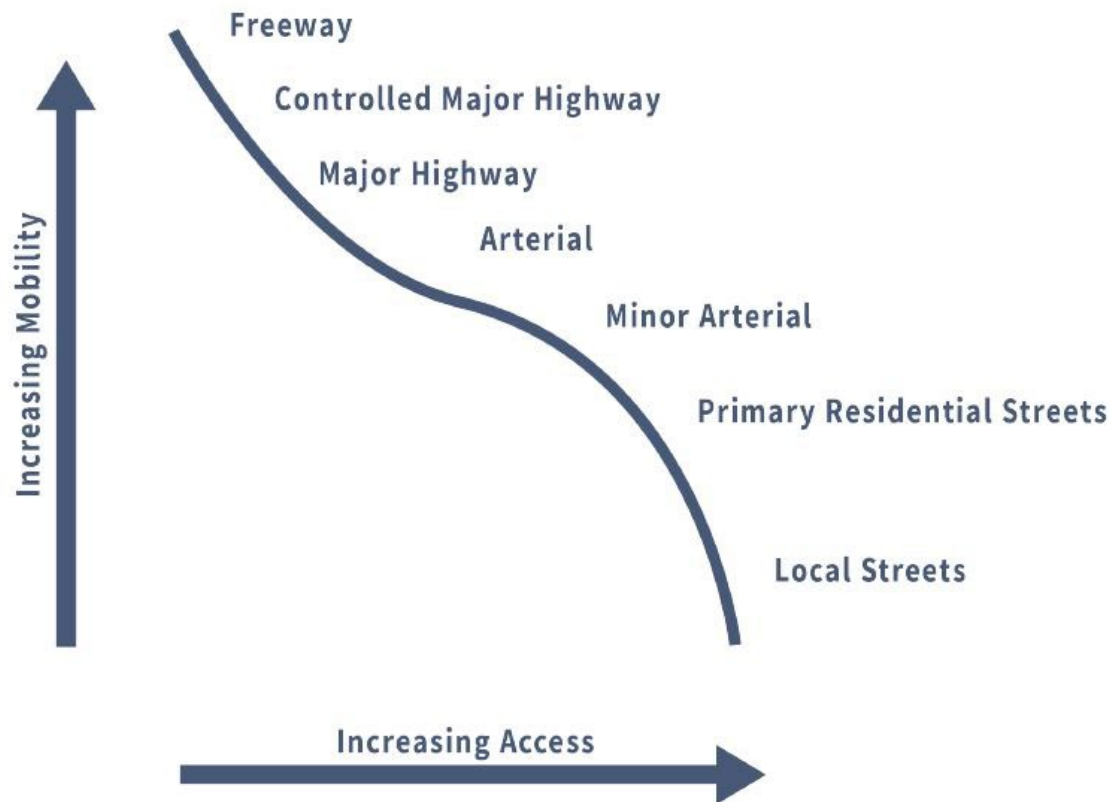 Freeway
Controlled Major Highway
Major Highway
Arterial
Minor Arterial
Primary Residential Streets
Local Streets
Increasing Mobility
Increasing Access